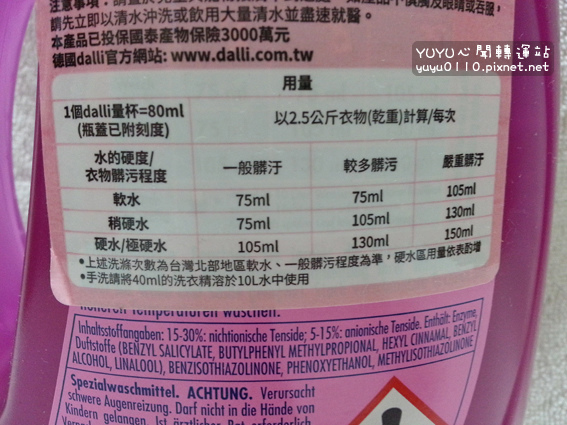 YUYU心聞轉運站
yuyu0110.pixnet.net
請先立即以清水沖洗或飲用大量清水並盡速就醫。
本產品已投保國泰產物保險3000萬元
德國dalli官方網站: www.dalli.com
用量
1個dalli量杯=80ml
(瓶蓋已附刻度)
以2.5公斤衣物(乾重)計算/每次
水的硬度/
衣物髒污程度
一般髒汙
較多髒污
嚴重髒汙
軟水 75ml 75ml 105ml
稍硬水 75ml 105ml 130ml
硬水/極硬水 105ml 130ml 150ml
•上述洗滌次數為台灣北部地區軟水、一般髒污程度為準，硬水區用量依表酌增
•手洗請將40ml的洗衣精溶於10L水中使用
höheren Temperaturen waschen.
Inhaltsstoffangaben: 15-30%: nichtionische Tenside; 5-15%: anionische Tenside. Enthält: Enzyme,
Duftstoffe (BENZYL SALICYLATE, BUTYLPHENYL METHYLPROPIONAL, HEXYL CINNAMAL, BENZYL
ALCOHOL, LINALOOL), BENZISOTHIAZOLINONE, PHENOXYETHANOL, METHYLISOTHIAZOLINONE
Spezialwaschmittel. ACHTUNG. Verursacht
schwere Augenreizung. Darf nicht in die Hände von
Kindern gelangen. Ist ärztlicher Rat erforderlich,